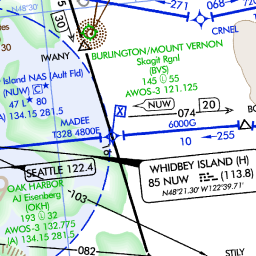 N48°30'
30
272
CRNEL
IWANY
BURLINGTON/MOUNT VERNON
Skagit Rgnl
(BVS)
145 Ⓛ 55
AWOS-3 121.125
Island NAS (Ault Fld)
(NUW) Ⓒ*
47 L* 80
(A) 134.15 281.5
NUW
074
20
MADEE
T328 4800E
6000G
10
255
SEATTLE 122.4
WHIDBEY ISLAND (H)
85 NUW (113.8)
N48°21.30' W122°39.71'
OAK HARBOR
AJ Eisenberg
(OKH)
193 Ⓛ 32
AWOS-3 132.775
(A) 134.15 281.5
-103-
082
STILY